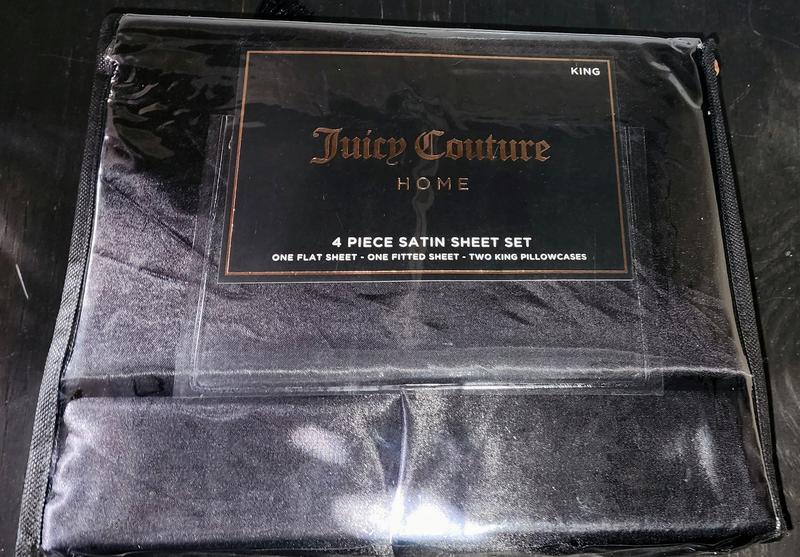 KING
Juicy Couture
HOME
4 PIECE SATIN SHEET SET
ONE FLAT SHEET - ONE FITTED SHEET - TWO KING PILLOWCASES